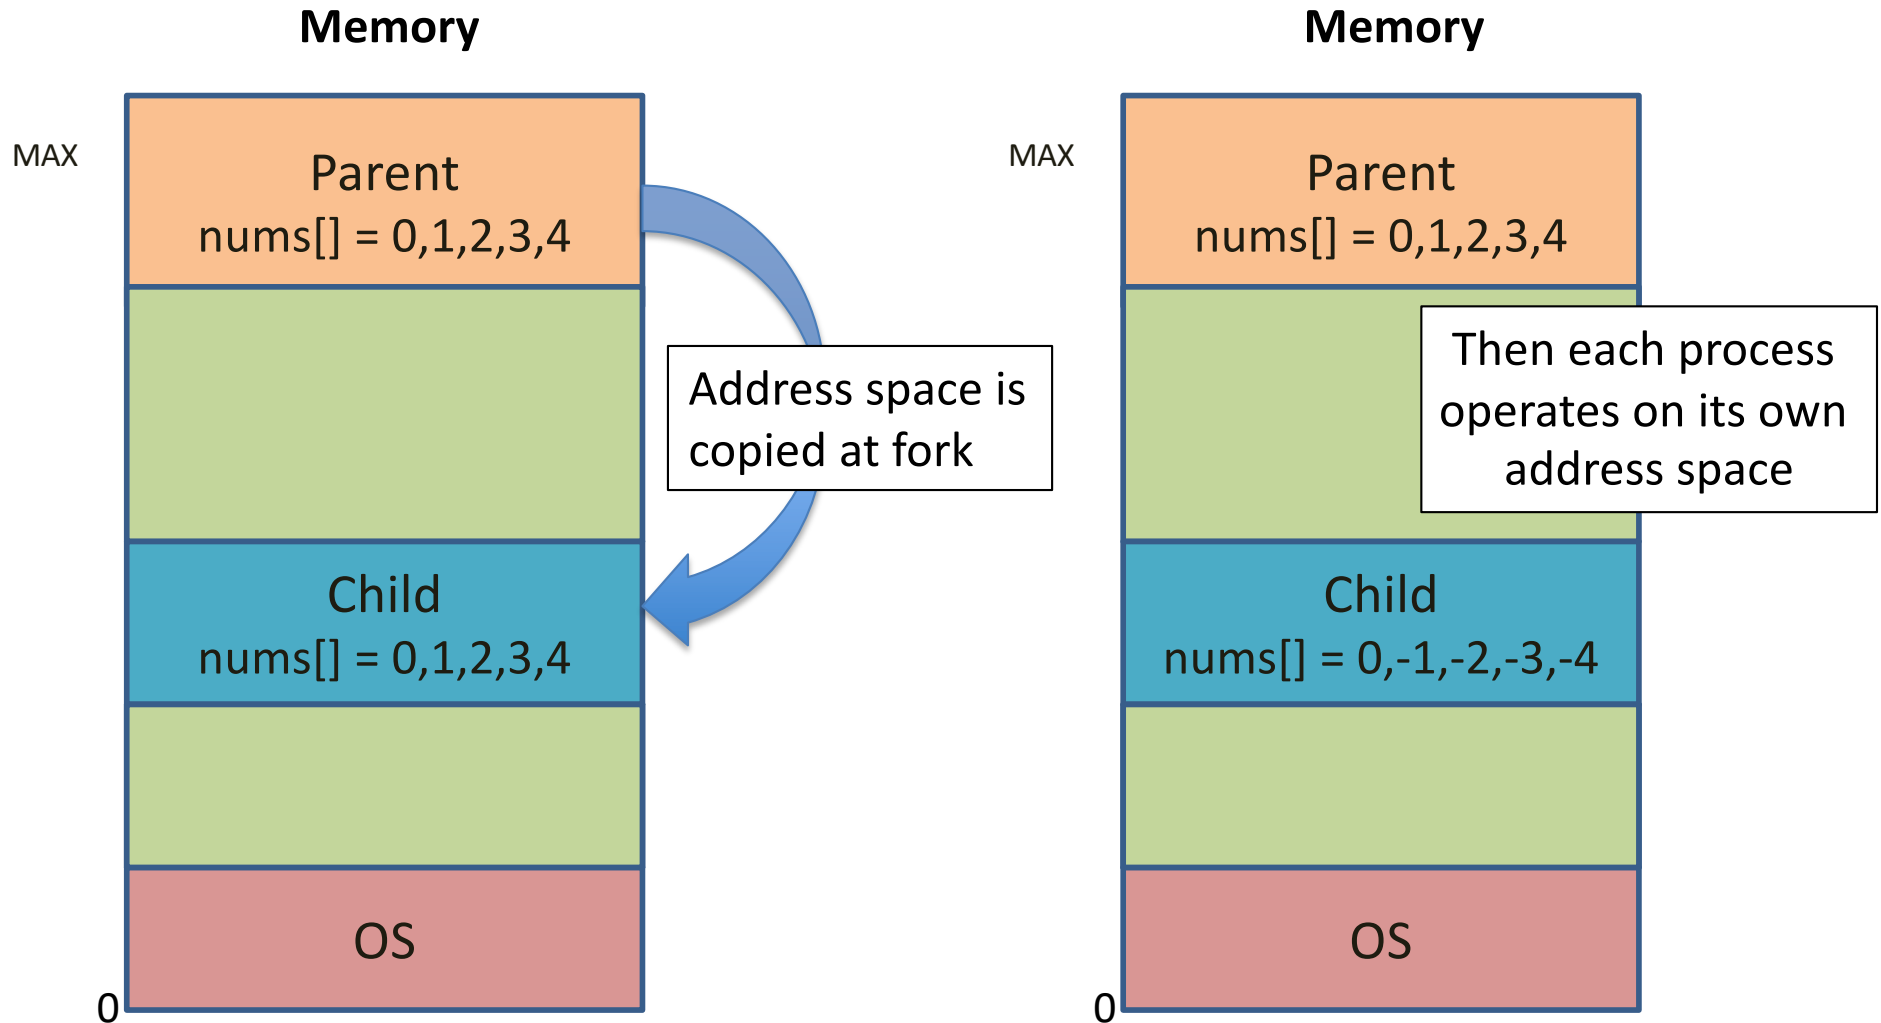 Memory
MAX
Parent
nums[] = 0,1,2,3,4
Address space is
copied at fork
Child
nums[] = 0,1,2,3,4
OS
0
Memory
MAX
Parent
nums[] = 0,1,2,3,4
Then each process
operates on its own
address space
Child
nums[] = 0,-1,-2,-3,-4
OS
0